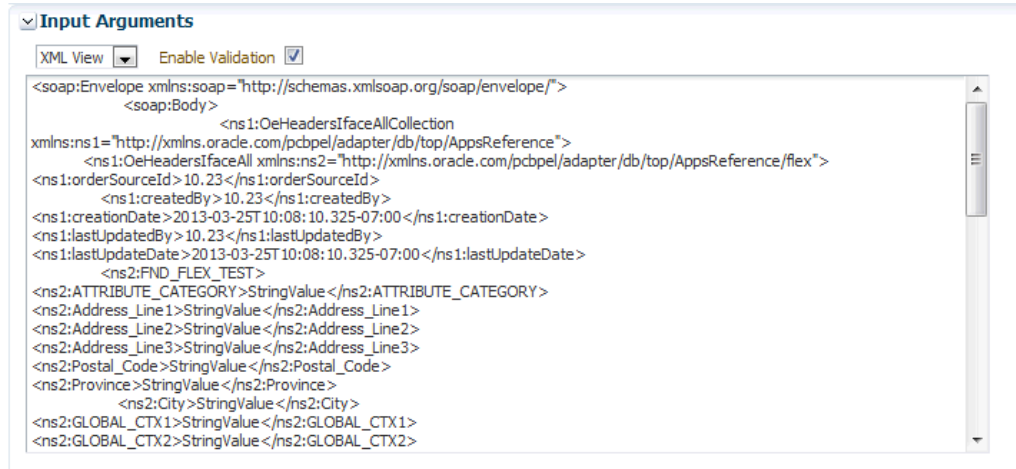 Input Arguments
XML View Enable Validation
<soap:Envelope xmlns:soap="http://schemas.xmlsoap.org/soap/envelope/">
<soap:Body>
<ns1:OeHeadersIfaceAllCollection
xmlns:ns1="http://xmlns.oracle.com/pcbpel/adapter/db/top/AppsReference">
<ns1:OeHeadersIfaceAll xmlns:ns2="http://xmlns.oracle.com/pcbpel/adapter/db/top/AppsReference/flex">
<ns1:orderSourceId>10.23</ns1:orderSourceId>
<ns1:createdBy>10.23</ns1:createdBy>
<ns1:creationDate>2013-03-25T10:08:10.325-07:00</ns1:creationDate>
<ns1:lastUpdatedBy>10.23</ns1:lastUpdatedBy>
<ns1:lastUpdateDate>2013-03-25T10:08:10.325-07:00</ns1:lastUpdateDate>
<ns2:FND_FLEX_TEST>
<ns2:ATTRIBUTE_CATEGORY>StringValue</ns2:ATTRIBUTE_CATEGORY>
<ns2:Address_Line1>StringValue</ns2:Address_Line1>
<ns2:Address_Line2>StringValue</ns2:Address_Line2>
<ns2:Address_Line3>StringValue</ns2:Address_Line3>
<ns2:Postal_Code>StringValue</ns2:Postal_Code>
<ns2:Province>StringValue</ns2:Province>
<ns2:City>StringValue</ns2:City>
<ns2:GLOBAL_CTX1>StringValue</ns2:GLOBAL_CTX1>
<ns2:GLOBAL_CTX2>StringValue</ns2:GLOBAL_CTX2>